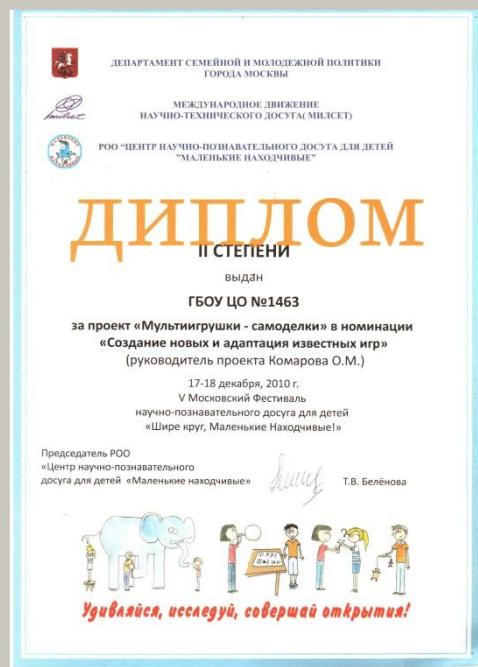 ДЕПАРТАМЕНТ СЕМЕЙНОЙ И МОЛОДЕЖНОЙ ПОЛИТИКИ
ГОРОДА МОСКВЫ
milset
МЕЖДУНАРОДНОЕ ДВИЖЕНИЕ
НАУЧНО-ТЕХНИЧЕСКОГО ДОСУГА( МИЛСЕТ)
РОО “ЦЕНТР НАУЧНО-ПОЗНАВАТЕЛЬНОГО ДОСУГА ДЛЯ ДЕТЕЙ
"МАЛЕНЬКИЕ НАХОДЧИВЫЕ”
ДИПЛОМ
II СТЕПЕНИ
выдан
ГБОУ ЦО №1463
за проект «Мультиигрушки - самоделки» в номинации
«Создание новых и адаптация известных игр»
(руководитель проекта Комарова О.М.)
17-18 декабря, 2010 г.
V Московский Фестиваль
научно-познавательного досуга для детей
«Шире круг, Маленькие Находчивые!»
Председатель РОО
«Центр научно-познавательного
досуга для детей «Маленькие находчивые»
Т.В. Белёнова
Удивляйся, исследуй, совершай открытия!